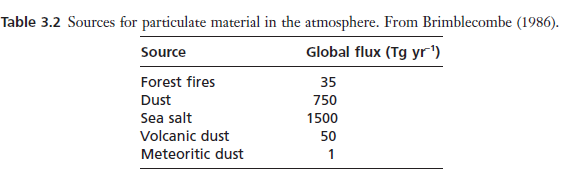 Table 3.2 Sources for particulate material in the atmosphere. From Brimblecombe (1986).
Source Global flux (Tg yr⁻¹)
Forest fires 35
Dust 750
Sea salt 1500
Volcanic dust 50
Meteoritic dust 1